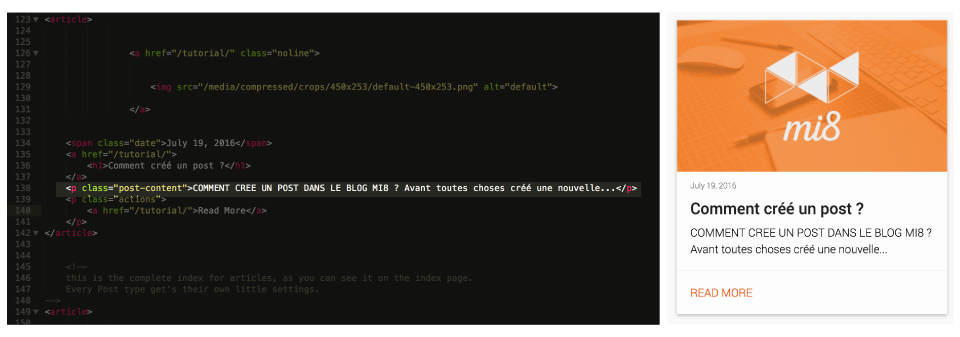 123 <article>
124
125
126 <a href="/tutorial/" class="noline">
127
128
129 <img src="/media/compressed/crops/450x253/default-450x253.png" alt="default">
130
131 </a>
132
133
134 <span class="date">July 19, 2016</span>
135 <a href="/tutorial/">
136 <h1>Comment créé un post ?</h1>
137 </a>
138 <p class="post-content">COMMENT CREE UN POST DANS LE BLOG MI8 ? Avant toutes choses créé une nouvelle...</p>
139 <p class="actions">
140 <a href="/tutorial/">Read More</a>
141 </p>
142 </article>
143
144
145 <!--
146 this is the complete index for articles, as you can see it on the index page.
147 Every Post type get's their own little settings.
148 -->
149 <article>
150
mi8
July 19, 2016
Comment créé un post ?
COMMENT CREE UN POST DANS LE BLOG MI8 ?
Avant toutes choses créé une nouvelle...
READ MORE